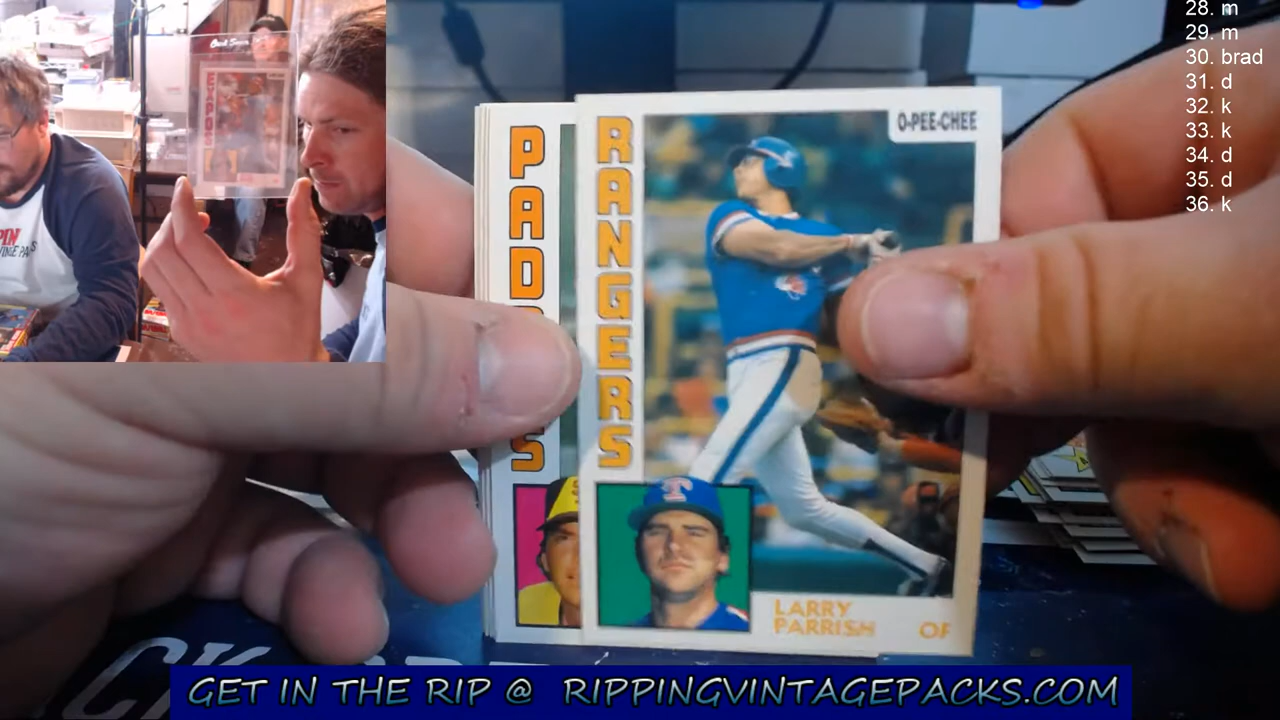 28. m
29. m
30. brad
31. d
32. k
33. k
34. d
35. d
36. k
EXPOS
PADRES
RANGERS
O-PEE-CHEE
T
LARRY
PARRISH
OF
GET IN THE RIP @ RIPPINGVINTAGEPACKS.COM